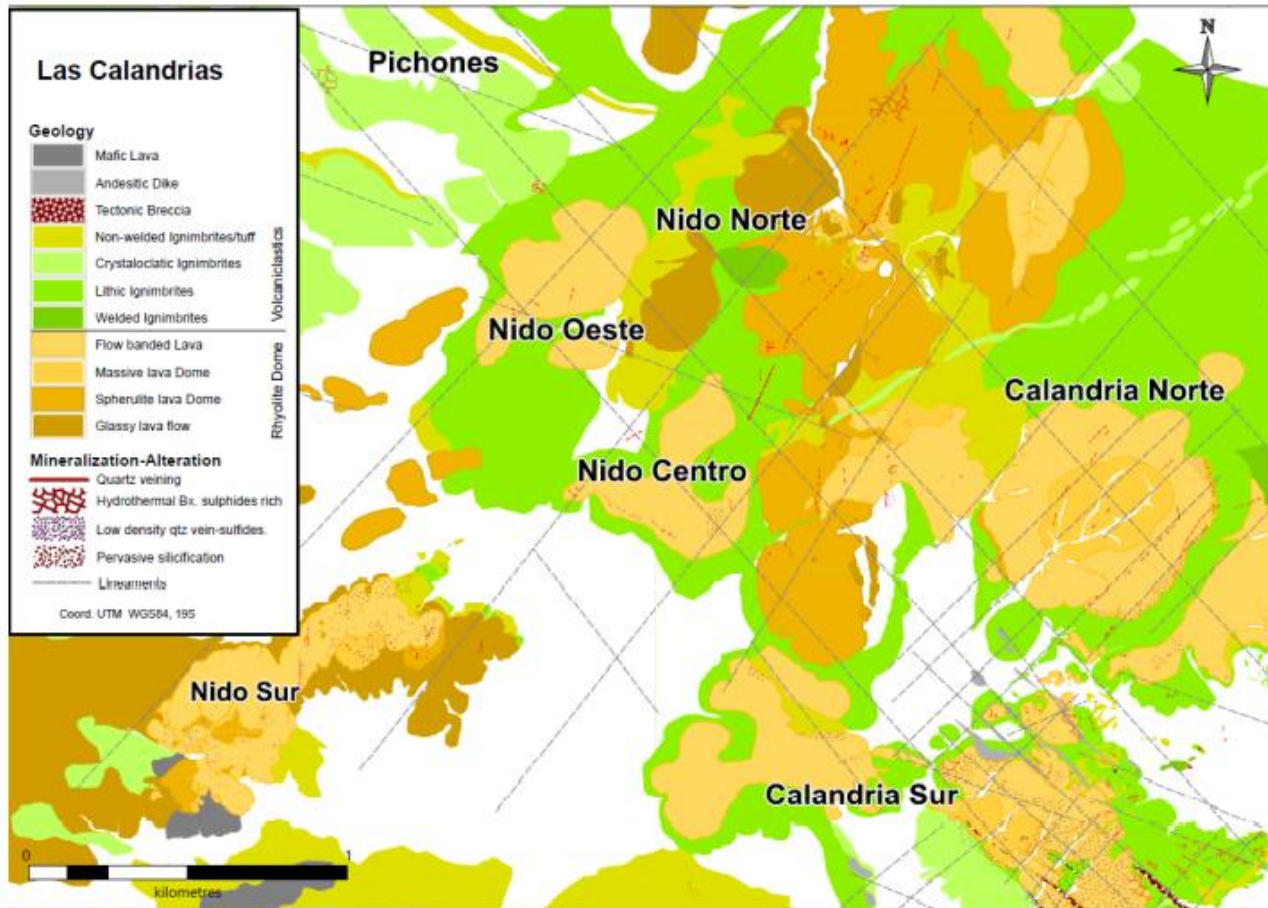 Las Calandrias
Geology
Mafic Lava
Andesitic Dike
Tectonic Breccia
Non-welded Ignimbrites/tuff
Crystaloclatic Ignimbrites
Lithic Ignimbrites
Welded Ignimbrites
Volcaniclastics
Flow banded Lava
Massive lava Dome
Spherulite lava Dome
Glassy lava flow
Rhyolite Dome
Mineralization-Alteration
Quartz veining
Hydrothermal Bx. sulphides rich
Low density qtz vein-sulfides.
Pervasive silicification
Lineaments
Coord. UTM WGS84, 19S
N
Pichones
Nido Norte
Nido Oeste
Calandria Norte
Nido Centro
Nido Sur
Calandria Sur
0 1
kilometres